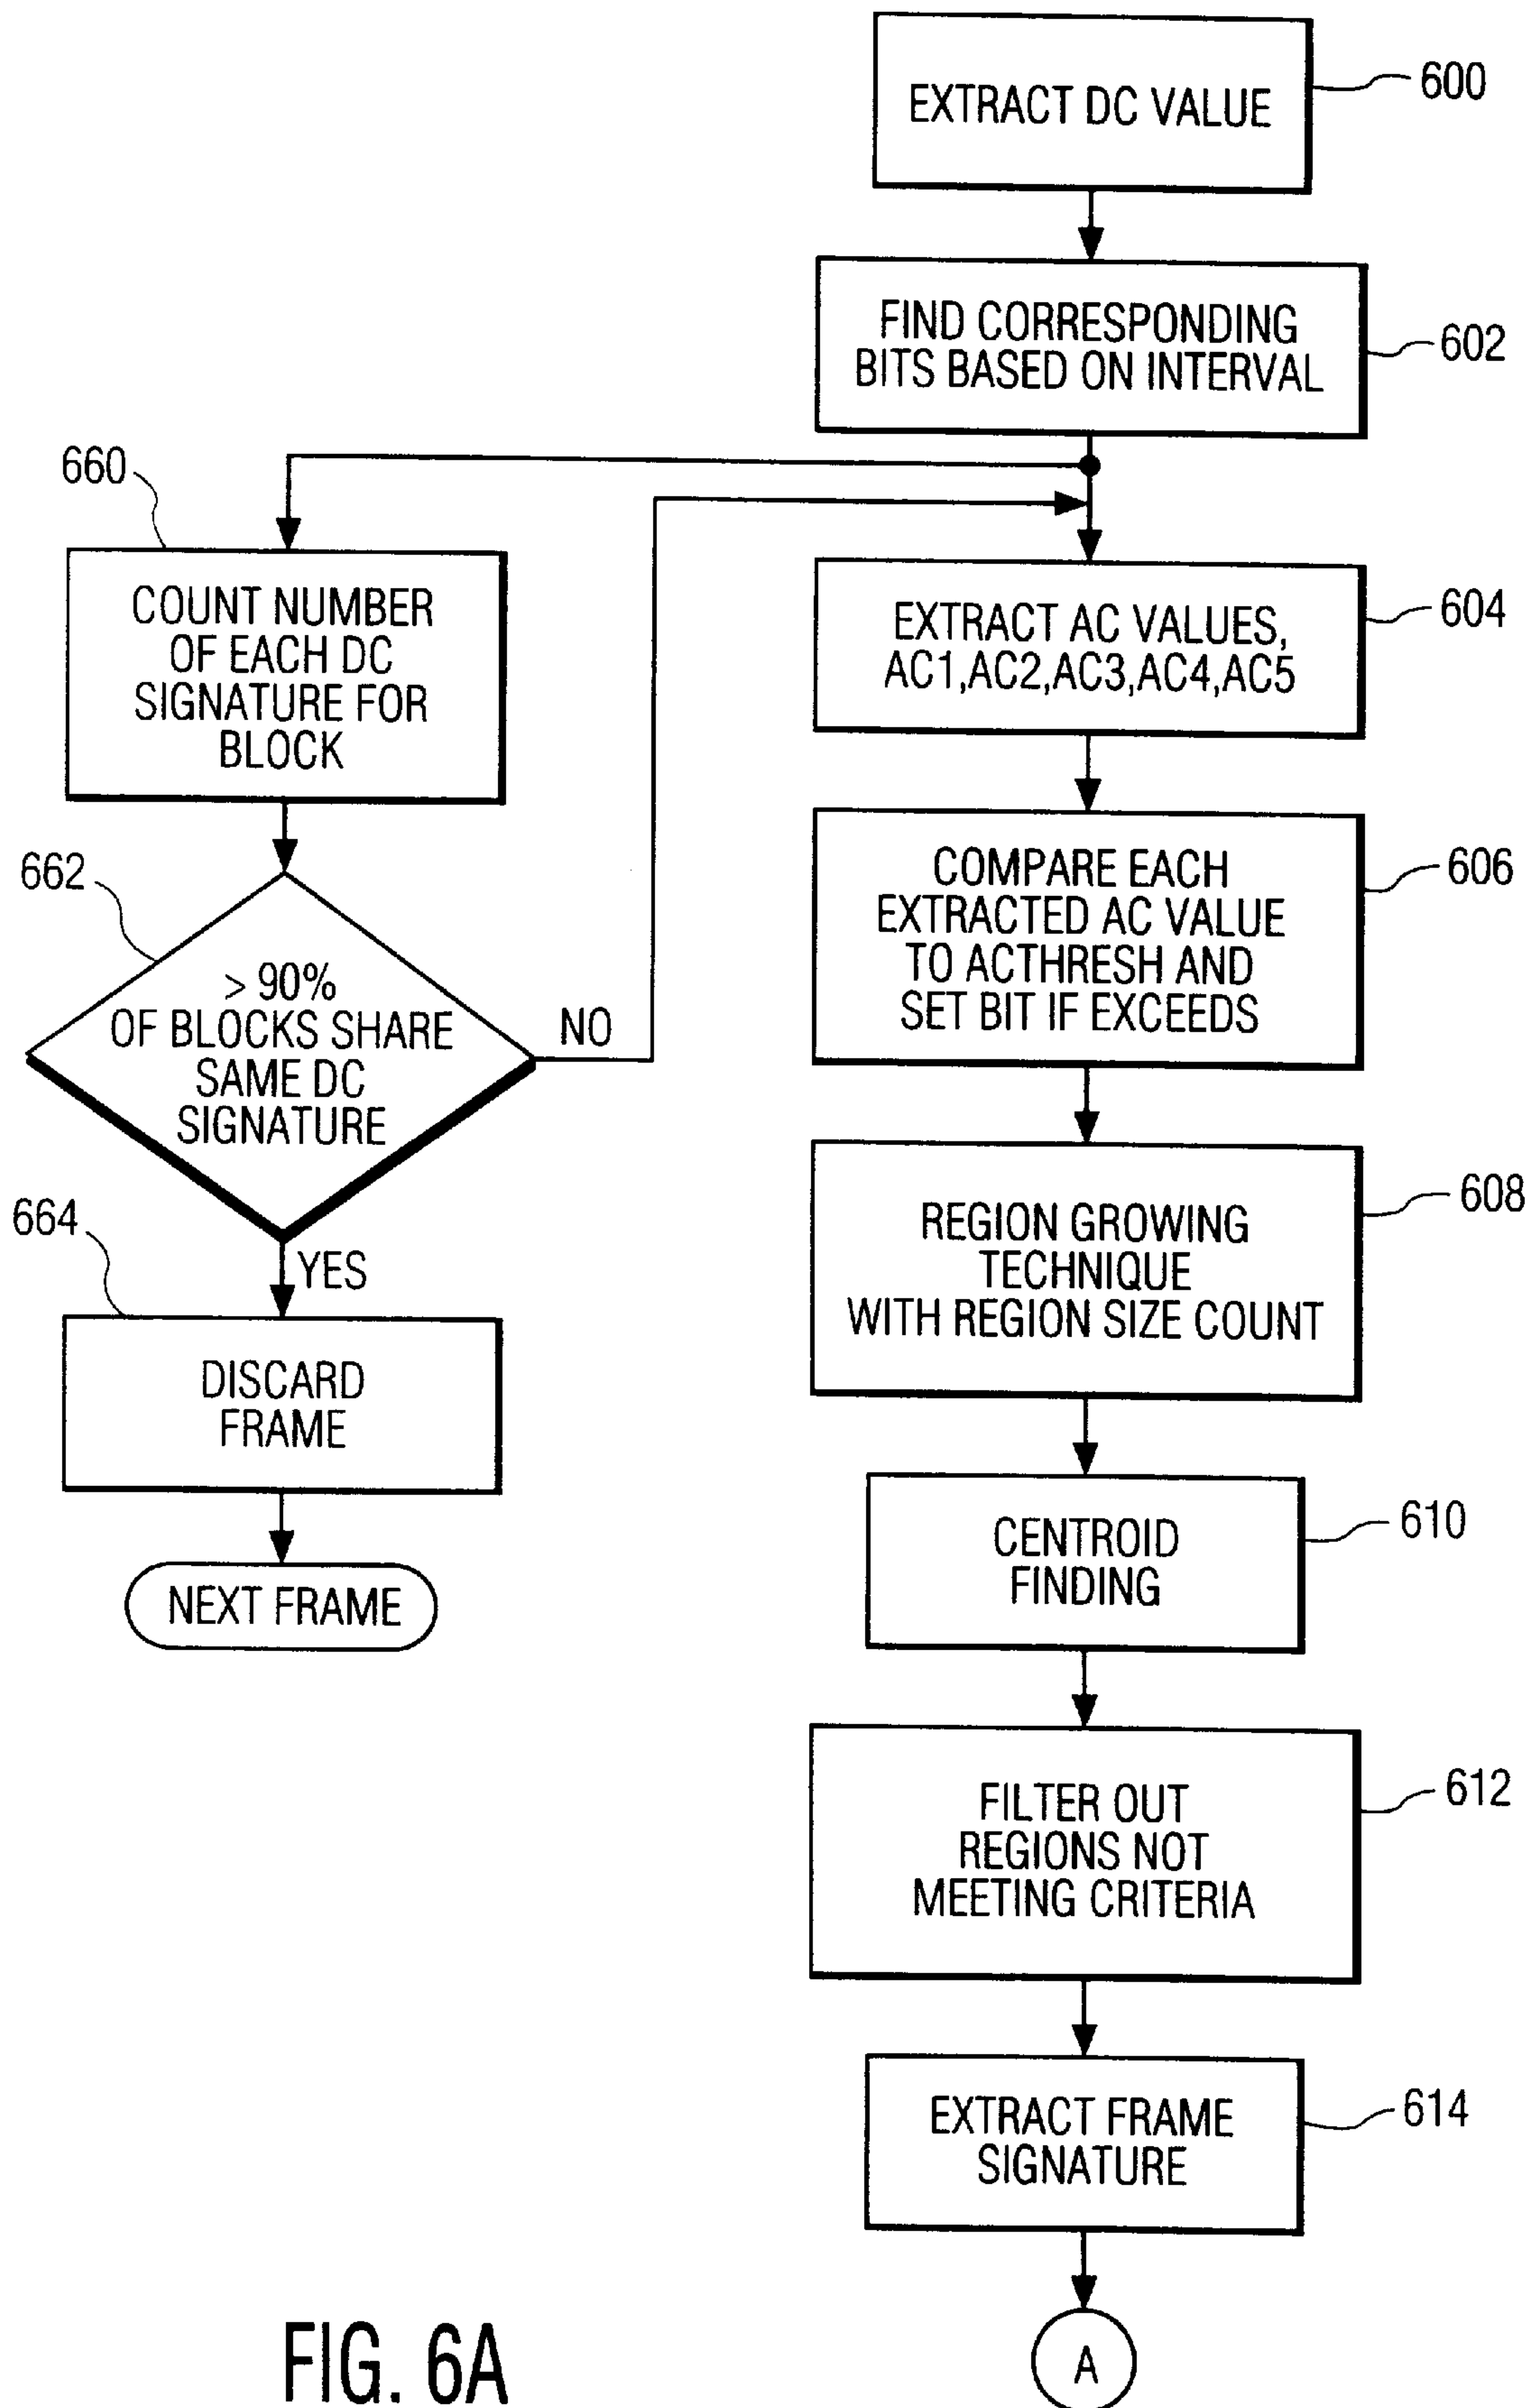 EXTRACT DC VALUE
600
FIND CORRESPONDING
BITS BASED ON INTERVAL
602
660
COUNT NUMBER
OF EACH DC
SIGNATURE FOR
BLOCK
EXTRACT AC VALUES,
AC1,AC2,AC3,AC4,AC5
604
662
> 90%
OF BLOCKS SHARE
SAME DC
SIGNATURE
NO
COMPARE EACH
EXTRACTED AC VALUE
TO ACTHRESH AND
SET BIT IF EXCEEDS
606
664
YES
DISCARD
FRAME
NEXT FRAME
REGION GROWING
TECHNIQUE
WITH REGION SIZE COUNT
608
CENTROID
FINDING
610
FILTER OUT
REGIONS NOT
MEETING CRITERIA
612
EXTRACT FRAME
SIGNATURE
614
A
FIG. 6A